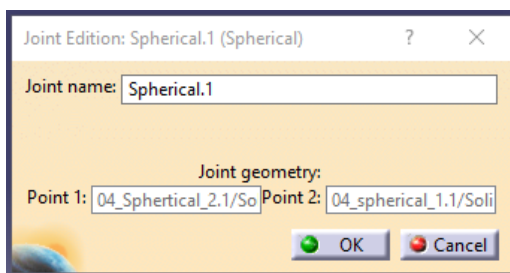 Joint Edition: Spherical.1 (Spherical) ? ×
Joint name: Spherical.1
Joint geometry:
Point 1: 04_Sphertical_2.1/So Point 2: 04_spherical_1.1/Soli
OK Cancel